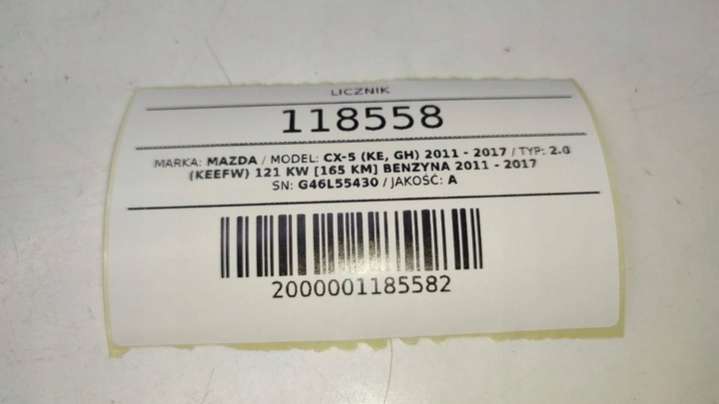 LICZNIK
118558
MARKA: MAZDA / MODEL: CX-5 (KE, GH) 2011 - 2017 / TYP: 2.0
(KEEFW) 121 KW [165 KM] BENZYNA 2011 - 2017
SN: G46L55430 / JAKOŚĆ: A
2000001185582